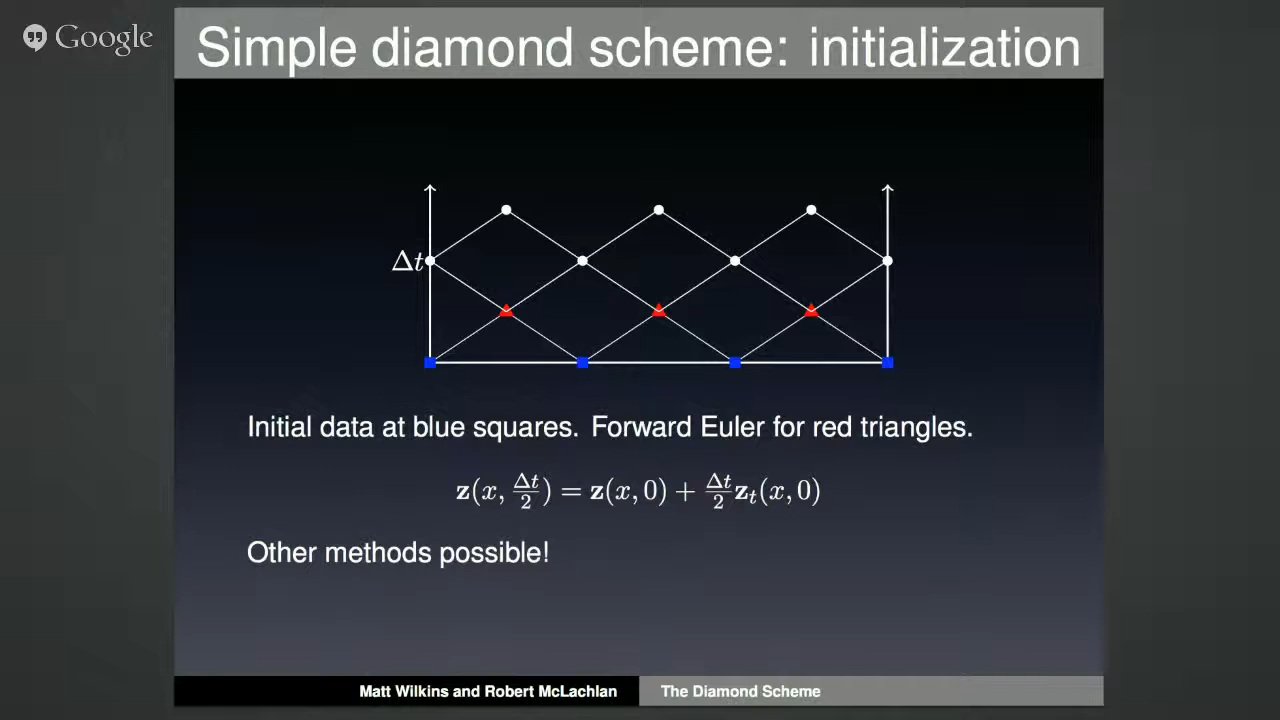 Google
Simple diamond scheme: initialization
Δt
Initial data at blue squares. Forward Euler for red triangles.
z(x, Δt/2) = z(x, 0) + Δt/2 z_t(x, 0)
Other methods possible!
Matt Wilkins and Robert McLachlan
The Diamond Scheme